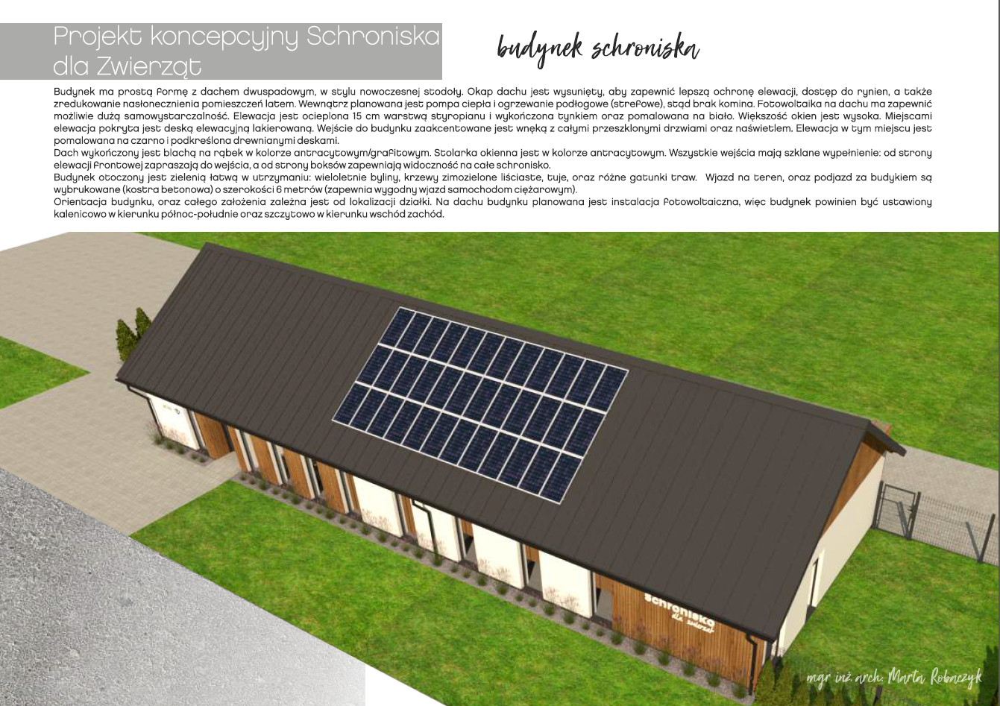 Projekt koncepcyjny Schroniska
dla Zwierząt
budynek schroniska
Budynek ma prostą formę z dachem dwuspadowym, w stylu nowoczesnej stodoły. Okap dachu jest wysunięty, aby zapewnić lepszą ochronę elewacji, dostęp do rynien, a także
zredukowanie nasłonecznienia pomieszczeń latem. Wewnątrz planowana jest pompa ciepła i ogrzewanie podłogowe (strefowe), stąd brak komina. Fotowoltaika na dachu ma zapewnić
możliwie dużą samowystarczalność. Elewacja jest ocieplona 15 cm warstwą styropianu i wykończona tynkiem oraz pomalowana na biało. Większość okien jest wysoka. Miejscami
elewacja pokryta jest deską elewacyjną lakierowaną. Wejście do budynku zaakcentowane jest wnęką z całymi przeszklonymi drzwiami oraz naświetlem. Elewacja w tym miejscu jest
pomalowana na czarno i podkreślona drewnianymi deskami.
Dach wykończony jest blachą na rąbek w kolorze antracytowym/grafitowym. Stolarka okienna jest w kolorze antracytowym. Wszystkie wejścia mają szklane wypełnienie: od strony
elewacji frontowej zapraszają do wejścia, a od strony boksów zapewniają widoczność na całe schronisko.
Budynek otoczony jest zielenią łatwą w utrzymaniu: wieloletnie byliny, krzewy zimozielone liściaste, tuje, oraz różne gatunki traw. Wjazd na teren, oraz podjazd za budykiem są
wybrukowane (kostra betonowa) o szerokości 6 metrów (zapewnia wygodny wjazd samochodom ciężarowym).
Orientacja budynku, oraz całego założenia zależna jest od lokalizacji działki. Na dachu budynku planowana jest instalacja fotowoltaiczna, więc budynek powinien być ustawiony
kalenicowo w kierunku północ-południe oraz szczytowo w kierunku wschód zachód.
Schronisko
dla zwierząt
mgr inż. arch. Marta Robaczyk